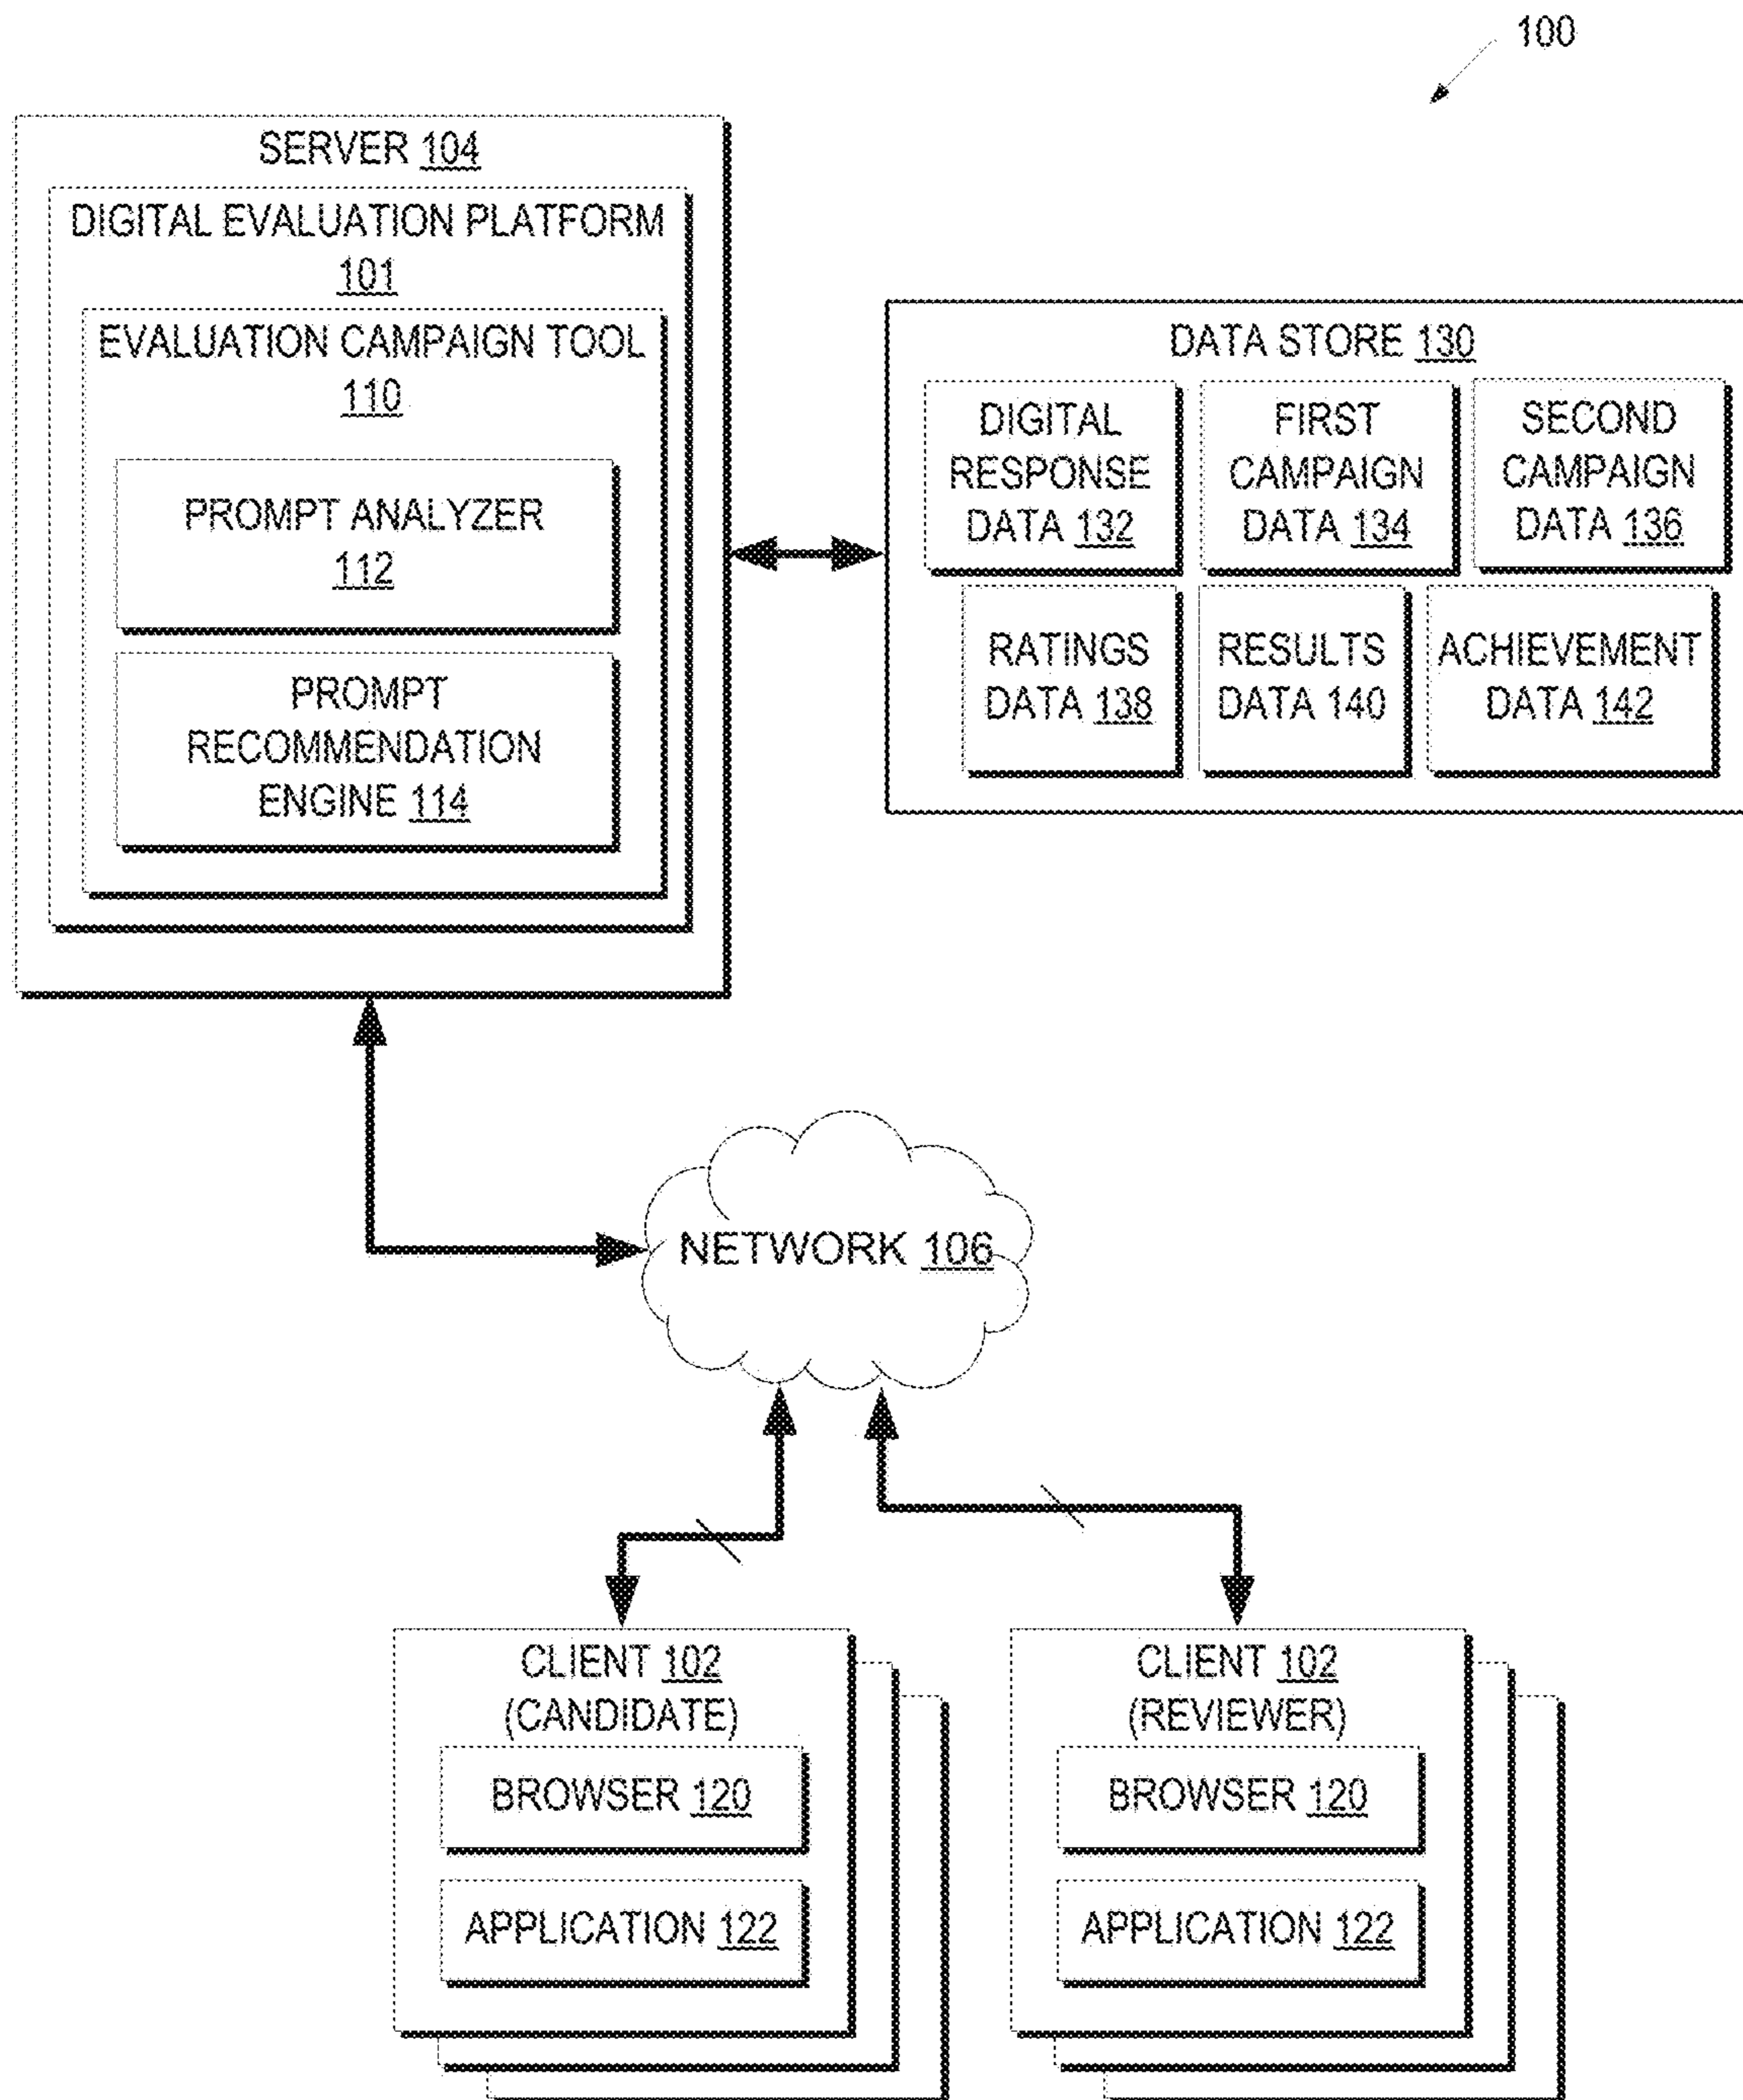 100
SERVER 104
DIGITAL EVALUATION PLATFORM
101
EVALUATION CAMPAIGN TOOL
110
PROMPT ANALYZER
112
PROMPT
RECOMMENDATION
ENGINE 114
DATA STORE 130
DIGITAL
RESPONSE
DATA 132
FIRST
CAMPAIGN
DATA 134
SECOND
CAMPAIGN
DATA 136
RATINGS
DATA 138
RESULTS
DATA 140
ACHIEVEMENT
DATA 142
NETWORK 106
CLIENT 102
(CANDIDATE)
BROWSER 120
APPLICATION 122
CLIENT 102
(REVIEWER)
BROWSER 120
APPLICATION 122